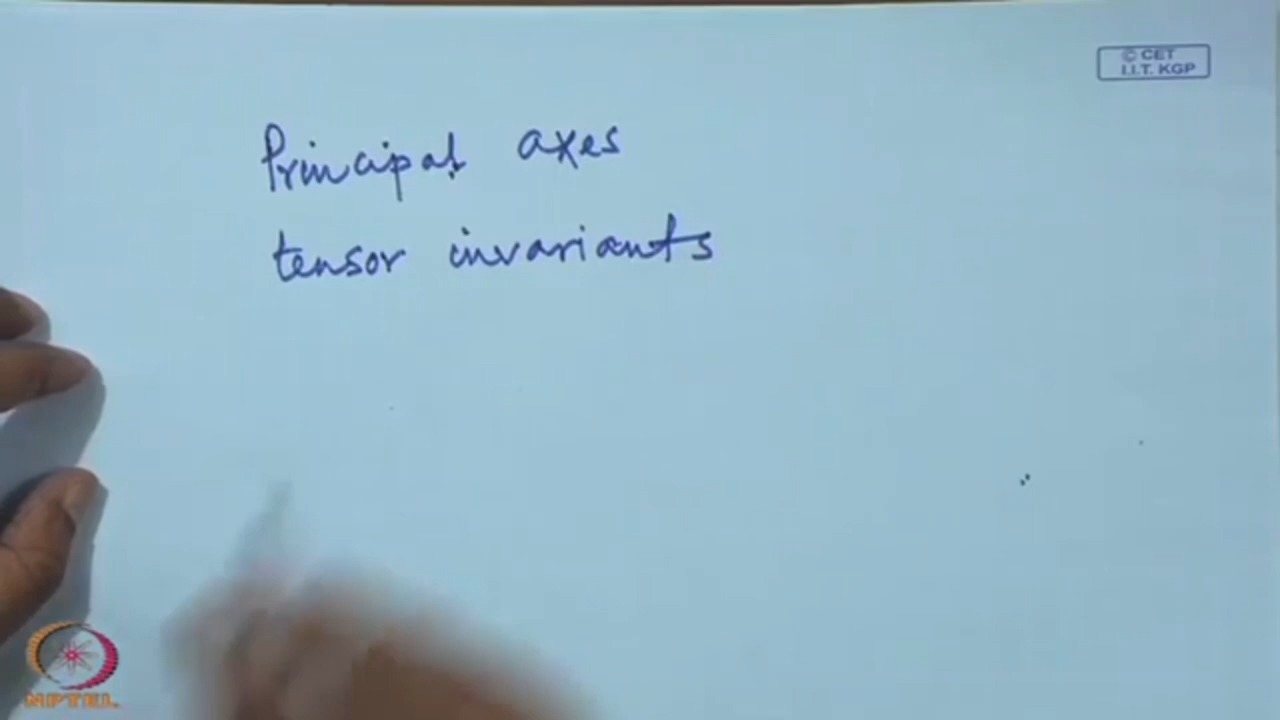 © CET
I.I.T. KGP
Principal axes
tensor invariants
NPTEL